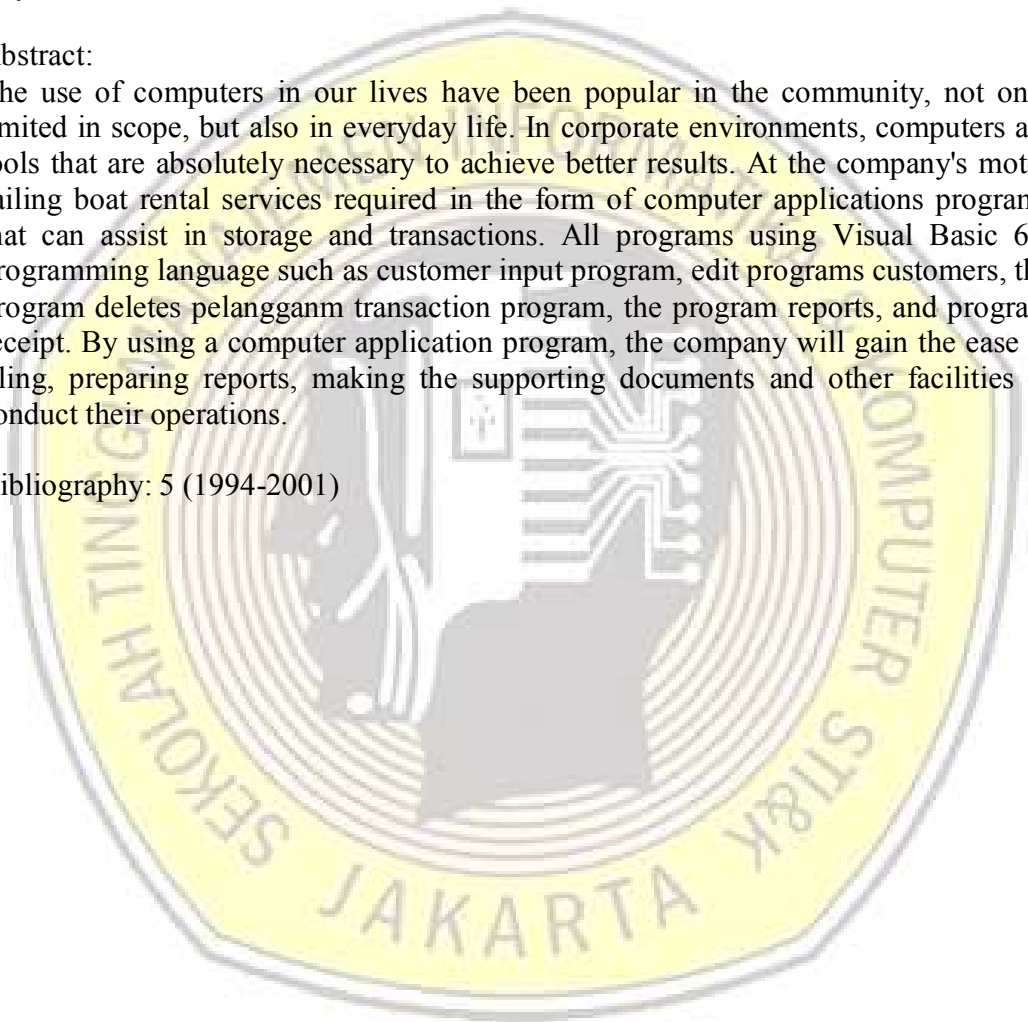 bstract:
he use of computers in our lives have been popular in the community, not on
mited in scope, but also in everyday life. In corporate environments, computers a
ools that are absolutely necessary to achieve better results. At the company's mot
ailing boat rental services required in the form of computer applications program
hat can assist in storage and transactions. All programs using Visual Basic 6
rogramming language such as customer input program, edit programs customers, th
rogram deletes pelangganm transaction program, the program reports, and progra
eceipt. By using a computer application program, the company will gain the ease
ling, preparing reports, making the supporting documents and other facilities
onduct their operations.
ibliography: 5 (1994-2001)
SEKOLAH TINGGI MANAJEMEN INFORMATIKA KOMPUTER STI&K
JAKARTA